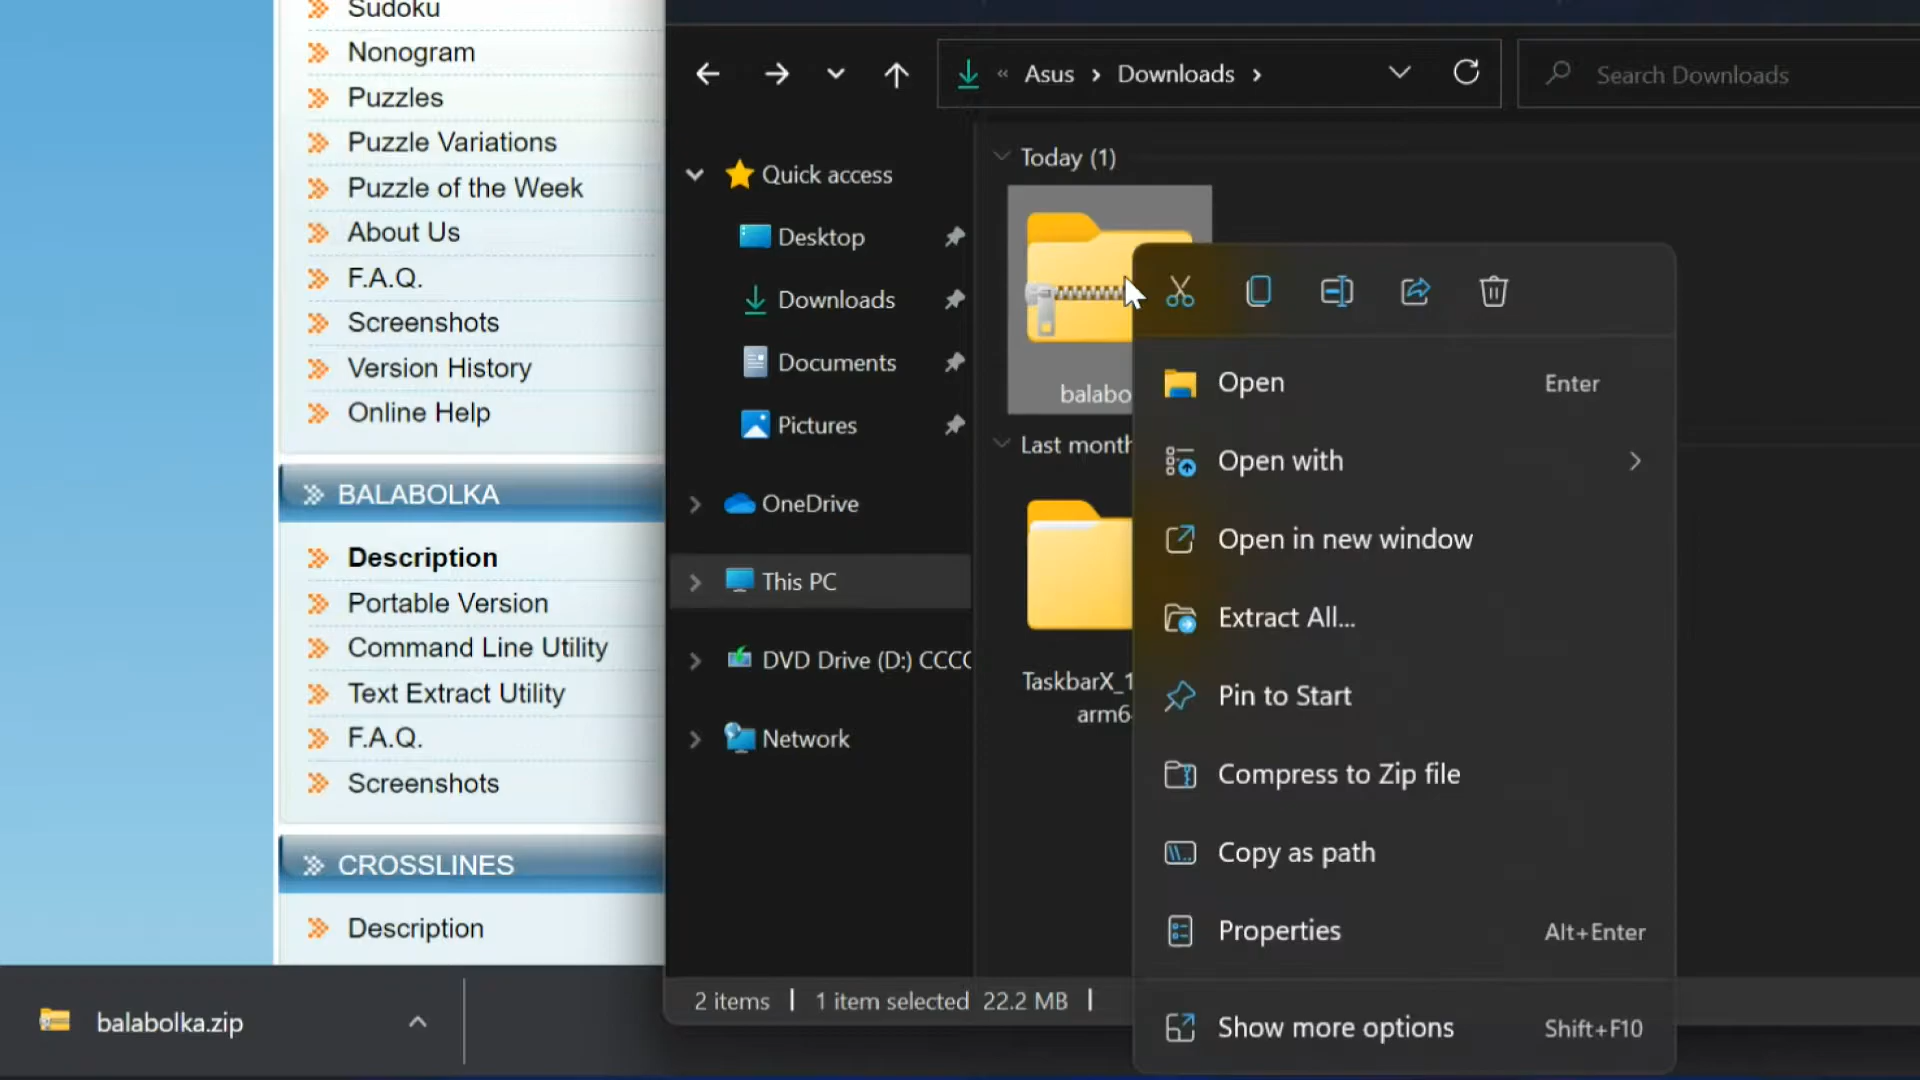 Sudoku
Nonogram
Puzzles
Puzzle Variations
Puzzle of the Week
About Us
F.A.Q.
Screenshots
Version History
Online Help
BALABOLKA
Description
Portable Version
Command Line Utility
Text Extract Utility
F.A.Q.
Screenshots
CROSSLINES
Description
balabolka.zip
« Asus > Downloads >
Search Downloads
Quick access
Desktop
Downloads
Documents
Pictures
OneDrive
This PC
DVD Drive (D:) CCC
Network
Today (1)
balabo
Last month
TaskbarX_1
arm6
2 items | 1 item selected 22.2 MB |
Open Enter
Open with
Open in new window
Extract All...
Pin to Start
Compress to Zip file
Copy as path
Properties Alt+Enter
Show more options Shift+F10